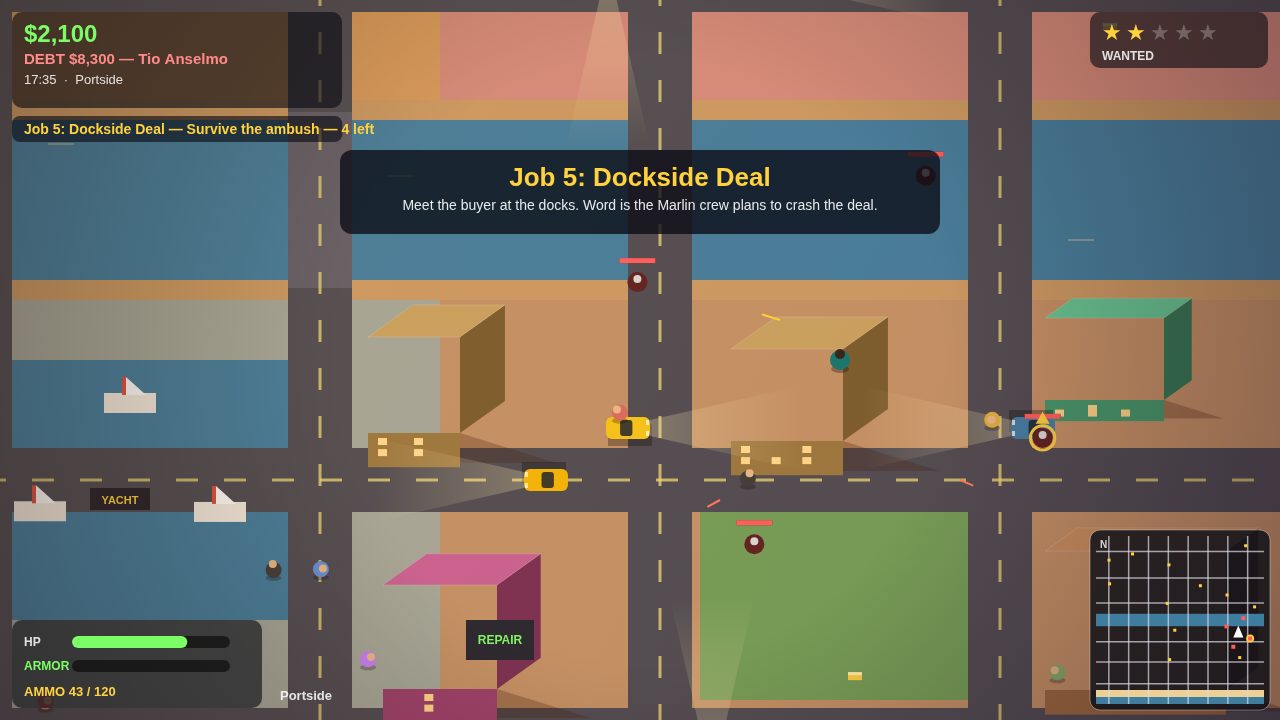 $2,100
DEBT $8,300 — Tio Anselmo
17:35 · Portside
WANTED
Job 5: Dockside Deal — Survive the ambush — 4 left
Job 5: Dockside Deal
Meet the buyer at the docks. Word is the Marlin crew plans to crash the deal.
YACHT
REPAIR
N
HP
ARMOR
AMMO 43 / 120
Portside